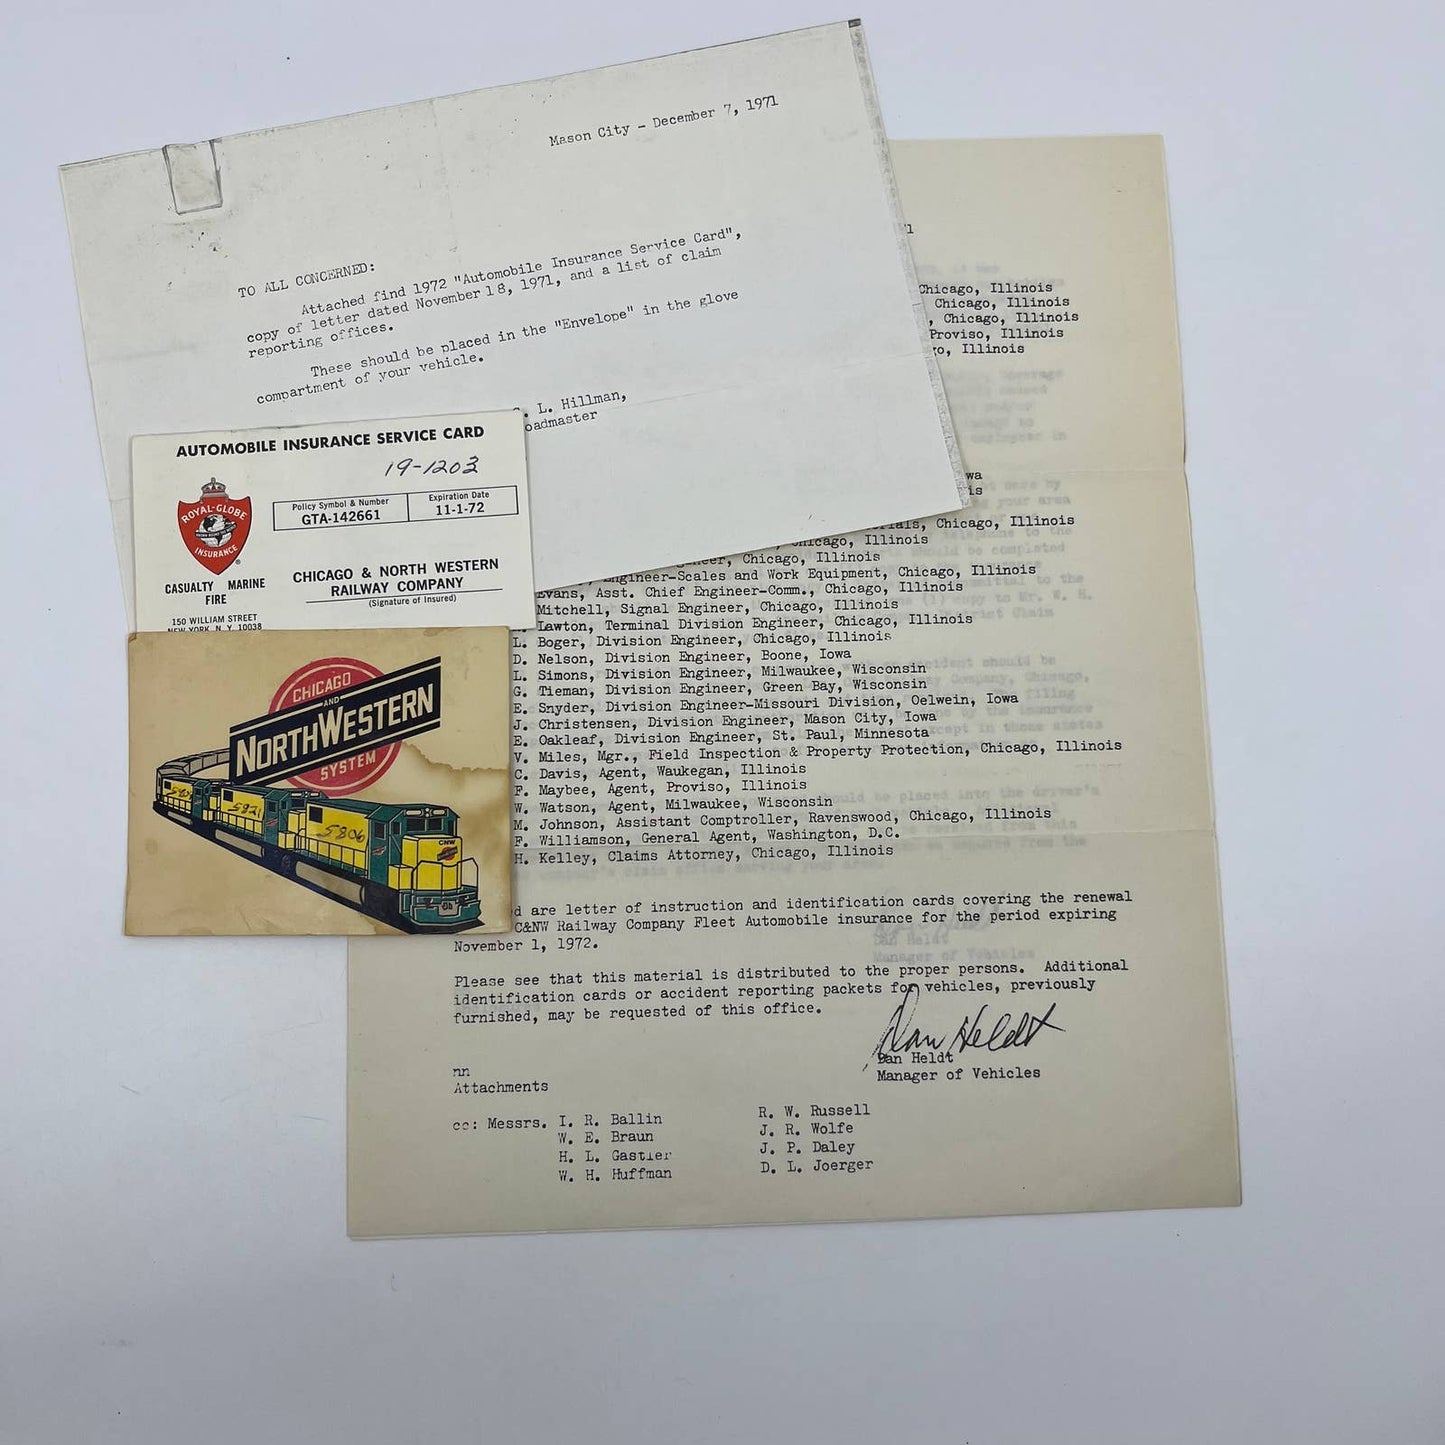 Mason City - December 7, 1971
TO ALL CONCERNED:
Attached find 1972 "Automobile Insurance Service Card",
copy of letter dated November 18, 1971, and a list of claim
reporting offices.
These should be placed in the "Envelope" in the glove
compartment of your vehicle.
L. Hillman,
AUTOMOBILE INSURANCE SERVICE CARD
19-1203
ROYAL-GLOBE
INSURANCE
®
Policy Symbol & Number
GTA-142661
Expiration Date
11-1-72
CASUALTY MARINE
FIRE
CHICAGO & NORTH WESTERN
RAILWAY COMPANY
(Signature of Insured)
150 WILLIAM STREET
NEW YORK, N. Y. 10038
CHICAGO
AND
NORTHWESTERN
SYSTEM
5821
5806
CNW
Chicago, Illinois
Chicago, Illinois
, Chicago, Illinois
Proviso, Illinois
, Illinois
Chicago, Illinois
Illinois
Chicago, Illinois
Engineer-Scales and Work Equipment, Chicago, Illinois
Evans, Asst. Chief Engineer-Comm., Chicago, Illinois
Mitchell, Signal Engineer, Chicago, Illinois
Lawton, Terminal Division Engineer, Chicago, Illinois
L. Boger, Division Engineer, Chicago, Illinois
D. Nelson, Division Engineer, Boone, Iowa
L. Simons, Division Engineer, Milwaukee, Wisconsin
G. Tieman, Division Engineer, Green Bay, Wisconsin
E. Snyder, Division Engineer-Missouri Division, Oelwein, Iowa
J. Christensen, Division Engineer, Mason City, Iowa
E. Oakleaf, Division Engineer, St. Paul, Minnesota
V. Miles, Mgr., Field Inspection & Property Protection, Chicago, Illinois
C. Davis, Agent, Waukegan, Illinois
F. Maybee, Agent, Proviso, Illinois
W. Watson, Agent, Milwaukee, Wisconsin
M. Johnson, Assistant Comptroller, Ravenswood, Chicago, Illinois
F. Williamson, General Agent, Washington, D.C.
H. Kelley, Claims Attorney, Chicago, Illinois
are letter of instruction and identification cards covering the renewal
C&NW Railway Company Fleet Automobile insurance for the period expiring
November 1, 1972.
Please see that this material is distributed to the proper persons. Additional
identification cards or accident reporting packets for vehicles, previously
furnished, may be requested of this office.
Dan Heldt
Dan Heldt
Manager of Vehicles
nn
Attachments
cc: Messrs. I. R. Ballin
W. E. Braun
H. L. Gastler
W. H. Huffman
R. W. Russell
J. R. Wolfe
J. P. Daley
D. L. Joerger